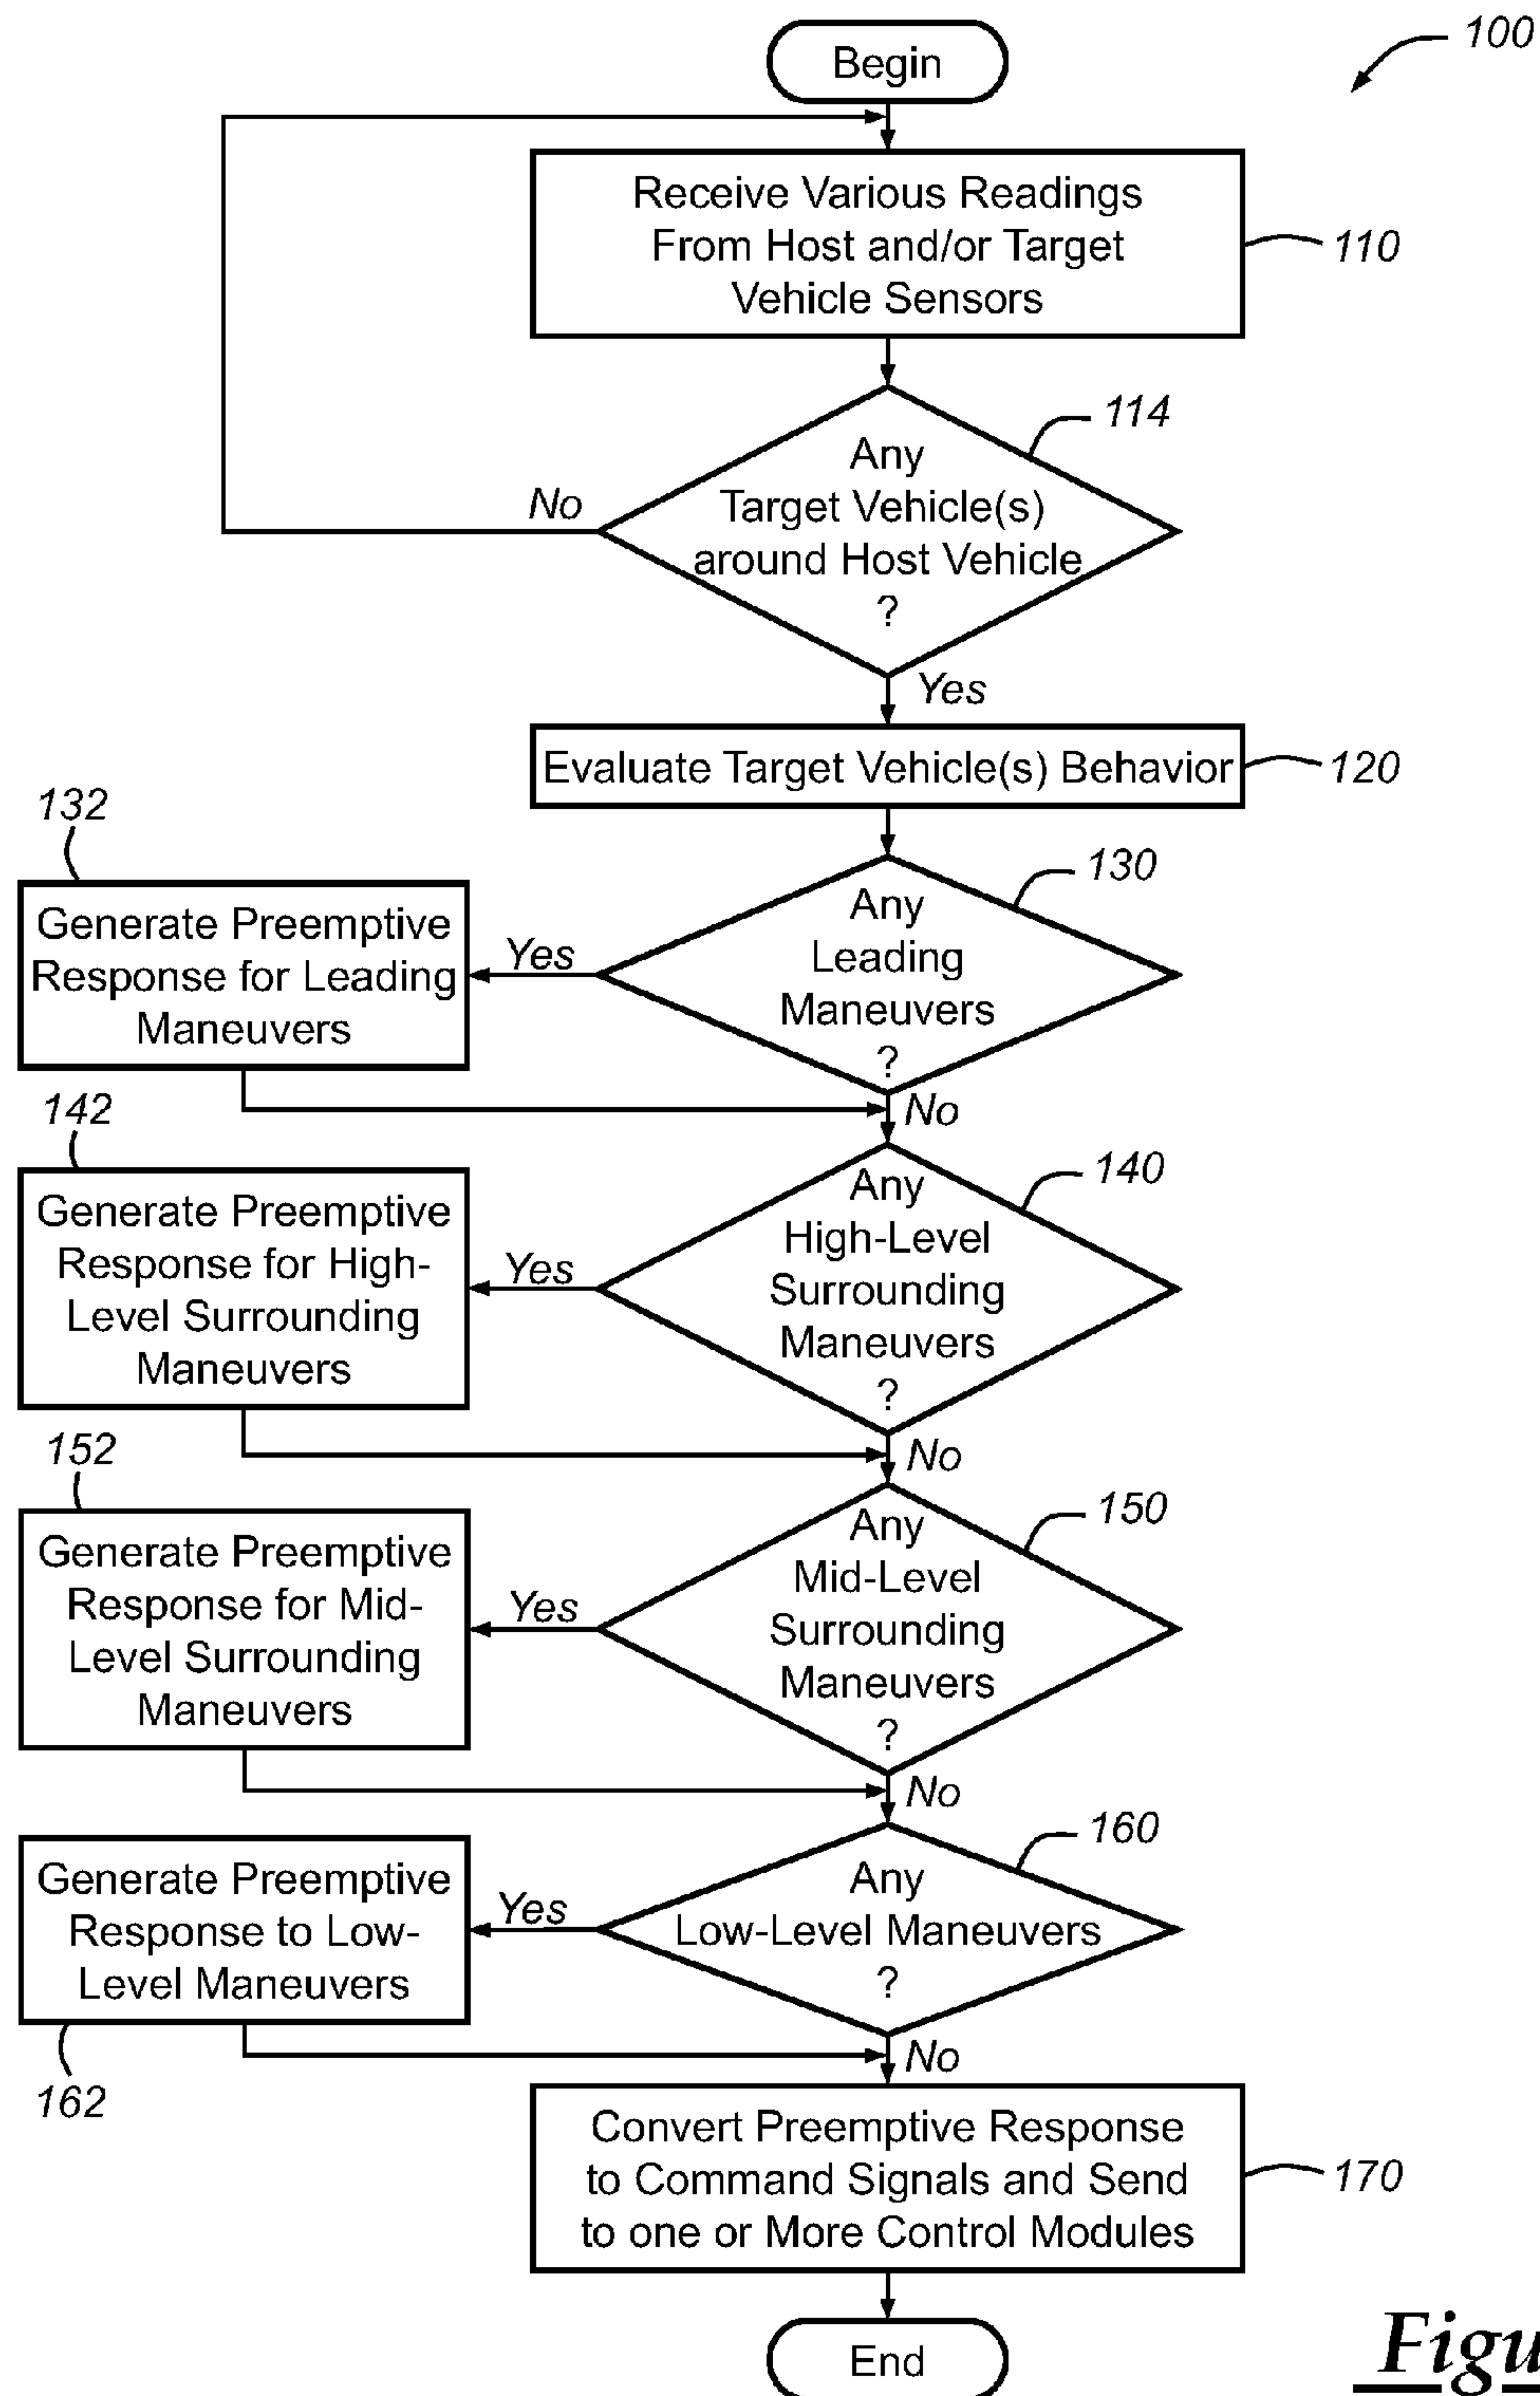 100
Begin
Receive Various Readings
From Host and/or Target
Vehicle Sensors
110
114
Any
Target Vehicle(s)
around Host Vehicle
?
No
Yes
Evaluate Target Vehicle(s) Behavior
120
132
130
Generate Preemptive
Response for Leading
Maneuvers
Yes
Any
Leading
Maneuvers
?
No
142
140
Generate Preemptive
Response for High-
Level Surrounding
Maneuvers
Yes
Any
High-Level
Surrounding
Maneuvers
?
No
152
150
Generate Preemptive
Response for Mid-
Level Surrounding
Maneuvers
Yes
Any
Mid-Level
Surrounding
Maneuvers
?
No
160
Generate Preemptive
Response to Low-
Level Maneuvers
Yes
Any
Low-Level Maneuvers
?
No
162
Convert Preemptive Response
to Command Signals and Send
to one or More Control Modules
170
End